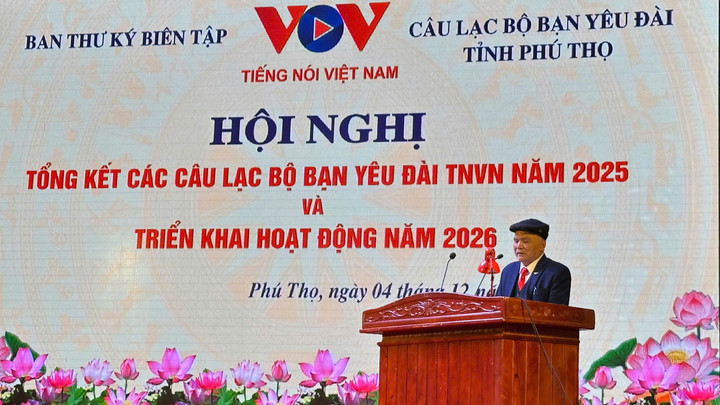 BAN THƯ KÝ BIÊN TẬP
VOV
TIẾNG NÓI VIỆT NAM
CÂU LẠC BỘ BẠN YÊU ĐÀI
TỈNH PHÚ THỌ
HỘI NGHỊ
TỔNG KẾT CÁC CÂU LẠC BỘ BẠN YÊU ĐÀI TNVN NĂM 2025
VÀ
TRIỂN KHAI HOẠT ĐỘNG NĂM 2026
Phú Thọ, ngày 04 tháng 12